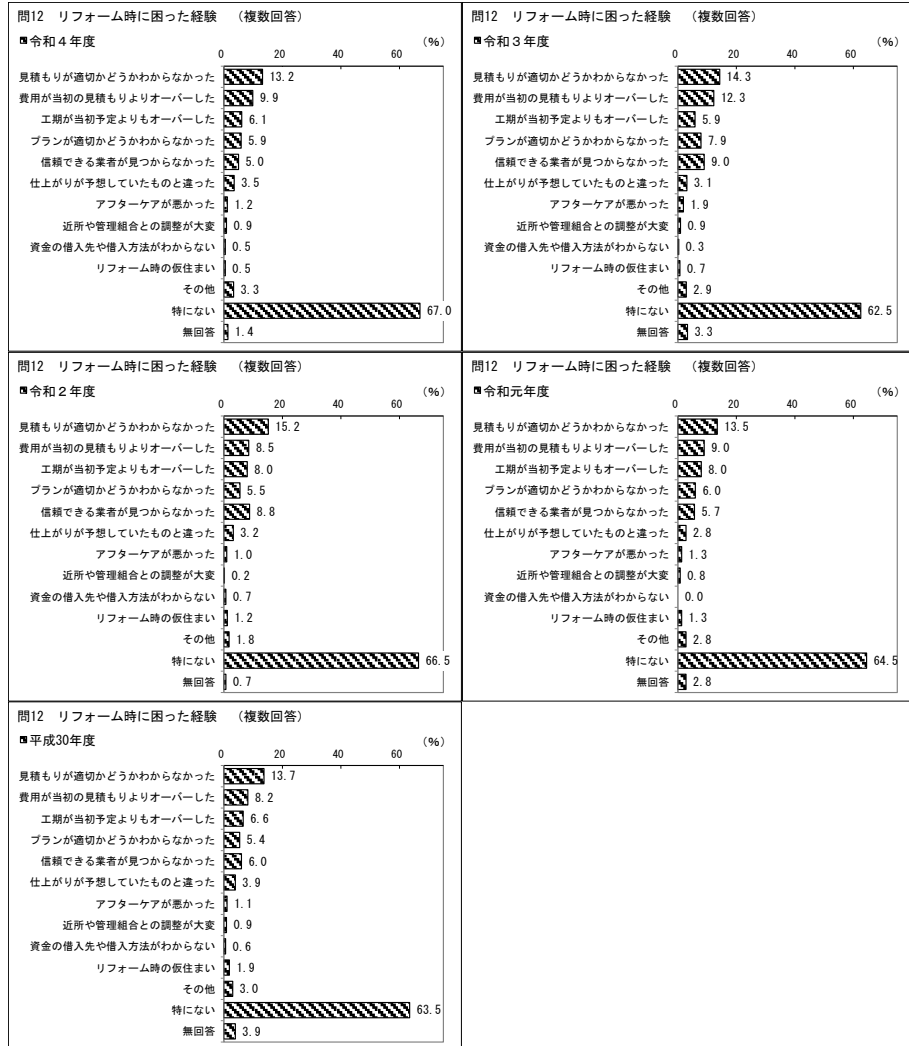 問12　リフォーム時に困った経験　（複数回答）
令和４年度
（%）
0 20 40 60
見積もりが適切かどうかわからなかった 13.2
費用が当初の見積もりよりオーバーした 9.9
工期が当初予定よりもオーバーした 6.1
プランが適切かどうかわからなかった 5.9
信頼できる業者が見つからなかった 5.0
仕上がりが予想していたものと違った 3.5
アフターケアが悪かった 1.2
近所や管理組合との調整が大変 0.9
資金の借入先や借入方法がわからない 0.5
リフォーム時の仮住まい 0.5
その他 3.3
特にない 67.0
無回答 1.4
問12　リフォーム時に困った経験　（複数回答）
令和３年度
（%）
0 20 40 60
見積もりが適切かどうかわからなかった 14.3
費用が当初の見積もりよりオーバーした 12.3
工期が当初予定よりもオーバーした 5.9
プランが適切かどうかわからなかった 7.9
信頼できる業者が見つからなかった 9.0
仕上がりが予想していたものと違った 3.1
アフターケアが悪かった 1.9
近所や管理組合との調整が大変 0.9
資金の借入先や借入方法がわからない 0.3
リフォーム時の仮住まい 0.7
その他 2.9
特にない 62.5
無回答 3.3
問12　リフォーム時に困った経験　（複数回答）
令和２年度
（%）
0 20 40 60
見積もりが適切かどうかわからなかった 15.2
費用が当初の見積もりよりオーバーした 8.5
工期が当初予定よりもオーバーした 8.0
プランが適切かどうかわからなかった 5.5
信頼できる業者が見つからなかった 8.8
仕上がりが予想していたものと違った 3.2
アフターケアが悪かった 1.0
近所や管理組合との調整が大変 0.2
資金の借入先や借入方法がわからない 0.7
リフォーム時の仮住まい 1.2
その他 1.8
特にない 66.5
無回答 0.7
問12　リフォーム時に困った経験　（複数回答）
令和元年度
（%）
0 20 40 60
見積もりが適切かどうかわからなかった 13.5
費用が当初の見積もりよりオーバーした 9.0
工期が当初予定よりもオーバーした 8.0
プランが適切かどうかわからなかった 6.0
信頼できる業者が見つからなかった 5.7
仕上がりが予想していたものと違った 2.8
アフターケアが悪かった 1.3
近所や管理組合との調整が大変 0.8
資金の借入先や借入方法がわからない 0.0
リフォーム時の仮住まい 1.3
その他 2.8
特にない 64.5
無回答 2.8
問12　リフォーム時に困った経験　（複数回答）
平成30年度
（%）
0 20 40 60
見積もりが適切かどうかわからなかった 13.7
費用が当初の見積もりよりオーバーした 8.2
工期が当初予定よりもオーバーした 6.6
プランが適切かどうかわからなかった 5.4
信頼できる業者が見つからなかった 6.0
仕上がりが予想していたものと違った 3.9
アフターケアが悪かった 1.1
近所や管理組合との調整が大変 0.9
資金の借入先や借入方法がわからない 0.6
リフォーム時の仮住まい 1.9
その他 3.0
特にない 63.5
無回答 3.9